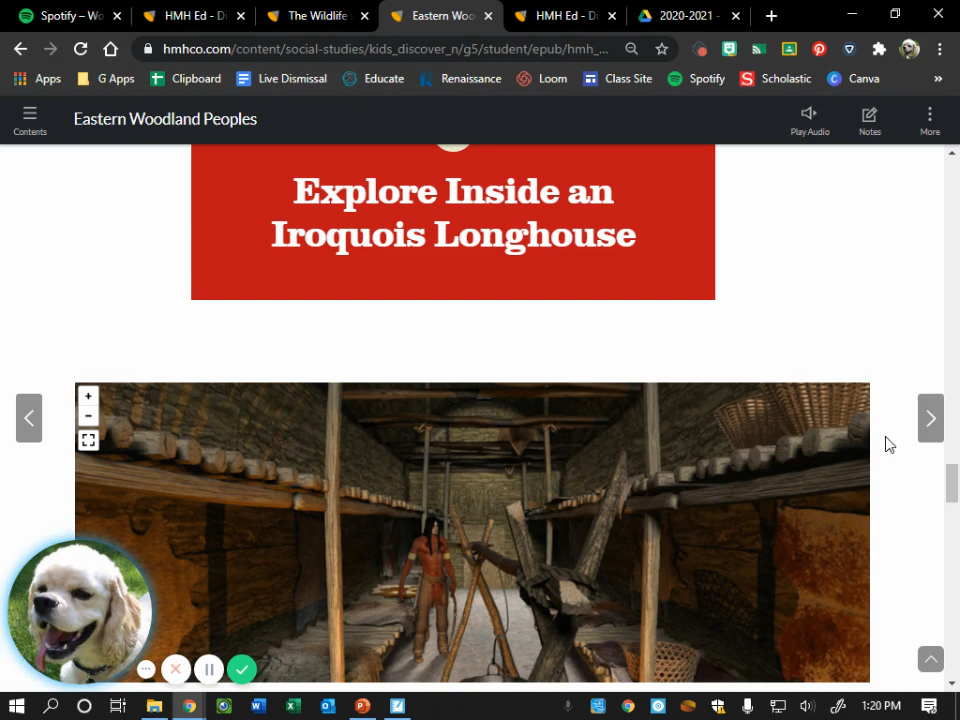 Spotify – Wo
HMH Ed - Di
The Wildlife
Eastern Woo
HMH Ed - Di
2020-2021 -
hmhco.com/content/social-studies/kids_discover_n/g5/student/epub/hmh_...
Apps
G Apps
Clipboard
Live Dismissal
Educate
Renaissance
Loom
Class Site
Spotify
Scholastic
Canva
»
Contents
Eastern Woodland Peoples
Play Audio
Notes
More
Explore Inside an
Iroquois Longhouse
1:20 PM